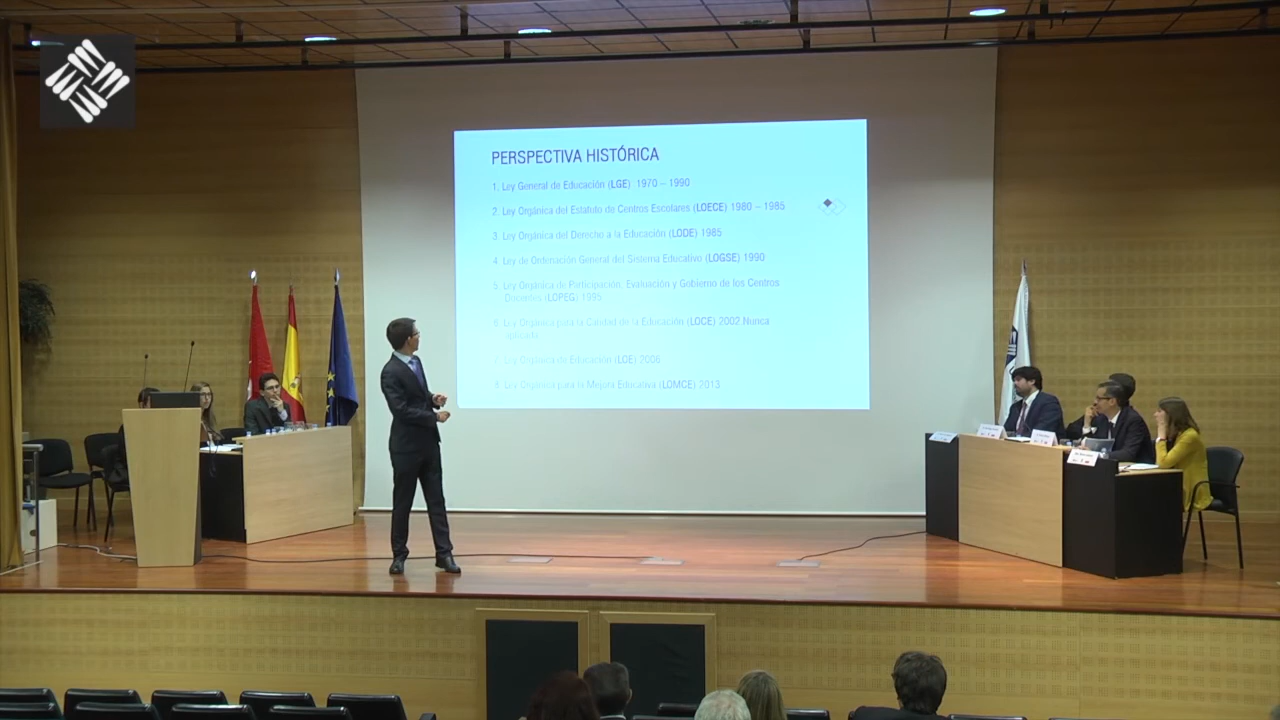 PERSPECTIVA HISTÓRICA
1. Ley General de Educación (LGE) 1970 – 1990
2. Ley Orgánica del Estatuto de Centros Escolares (LOECE) 1980 – 1985
3. Ley Orgánica del Derecho a la Educación (LODE) 1985
4. Ley de Ordenación General del Sistema Educativo (LOGSE) 1990
5. Ley Orgánica de Participación, Evaluación y Gobierno de los Centros
Docentes (LOPEG) 1995
6. Ley Orgánica para la Calidad de la Educación (LOCE) 2002 Nunca
aplicada
7. Ley Orgánica de Educación (LOE) 2006
8. Ley Orgánica para la Mejora Educativa (LOMCE) 2013